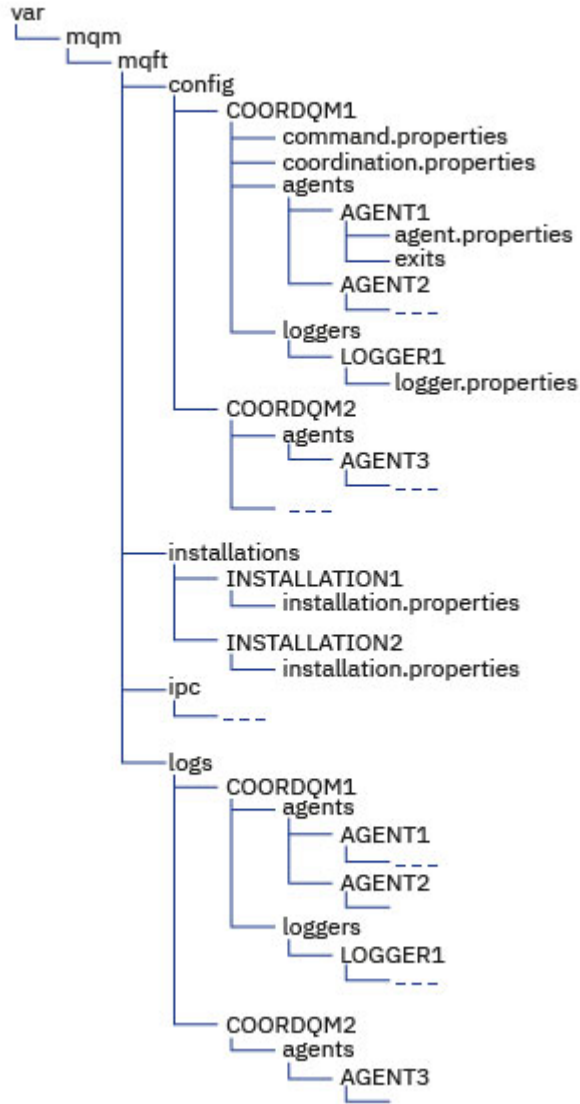 var
mqm
mqft
config
COORDQM1
command.properties
coordination.properties
agents
AGENT1
agent.properties
exits
AGENT2
loggers
LOGGER1
logger.properties
COORDQM2
agents
AGENT3
installations
INSTALLATION1
installation.properties
INSTALLATION2
installation.properties
ipc
logs
COORDQM1
agents
AGENT1
AGENT2
loggers
LOGGER1
COORDQM2
agents
AGENT3